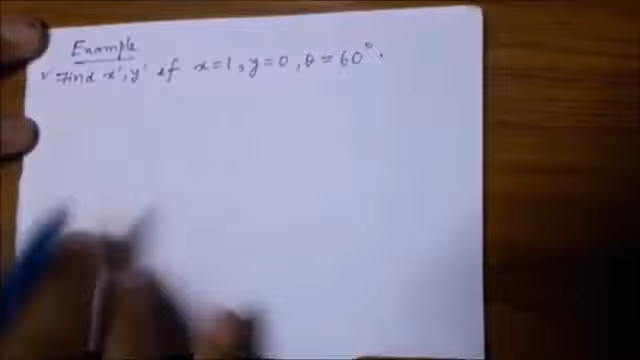 Example
Find x', y' if x=1, y=0, θ = 60°.